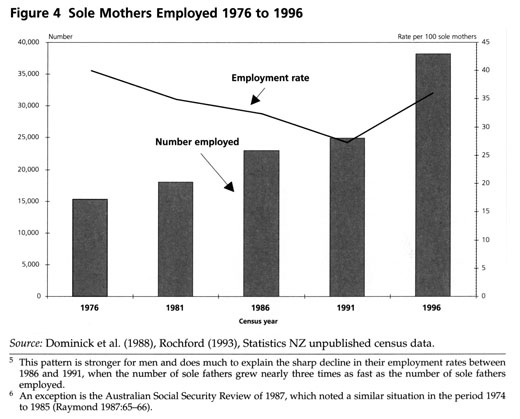 Figure 4 Sole Mothers Employed 1976 to 1996
Number
Rate per 100 sole mothers
40,000
35,000
30,000
25,000
20,000
15,000
10,000
5,000
0
45
40
35
30
25
20
15
10
5
0
Employment rate
Number employed
1976 1981 1986 1991 1996
Census year
Source: Dominick et al. (1988), Rochford (1993), Statistics NZ unpublished census data.
5 This pattern is stronger for men and does much to explain the sharp decline in their employment rates between
1986 and 1991, when the number of sole fathers grew nearly three times as fast as the number of sole fathers
employed.
6 An exception is the Australian Social Security Review of 1987, which noted a similar situation in the period 1974
to 1985 (Raymond 1987:65–66).